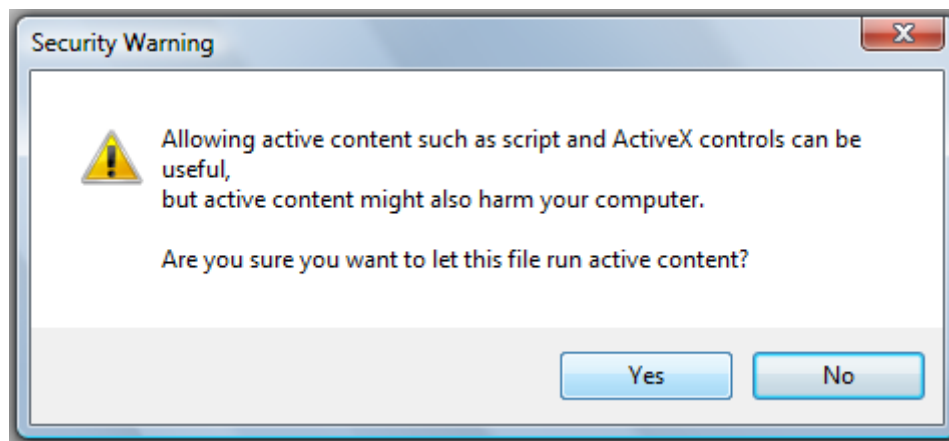 Security Warning
Allowing active content such as script and ActiveX controls can be
useful,
but active content might also harm your computer.
Are you sure you want to let this file run active content?
Yes No